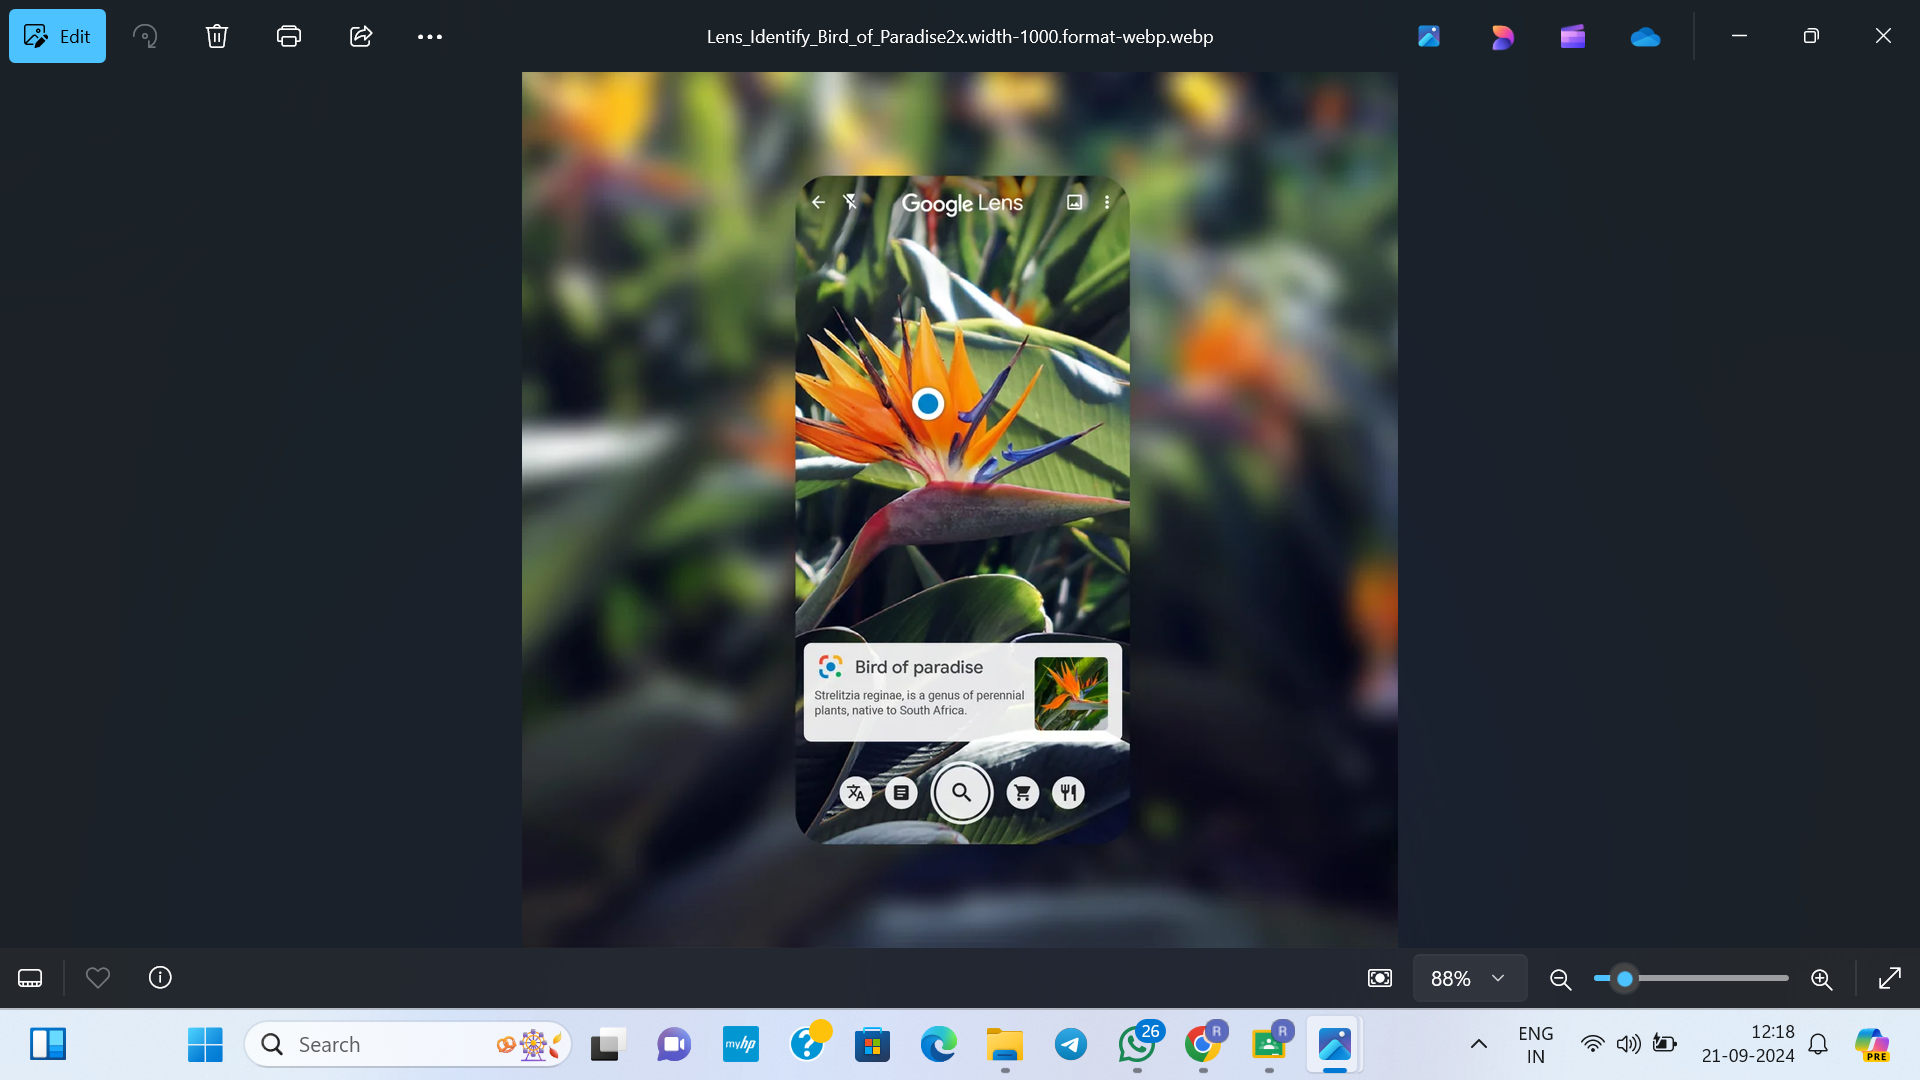 Edit
Lens_Identify_Bird_of_Paradise2x.width-1000.format-webp.webp
Google Lens
Bird of paradise
Strelitzia reginae, is a genus of perennial
plants, native to South Africa.
88%
Search
myhp
26
R
R
ENG
IN
12:18
21-09-2024
PRE